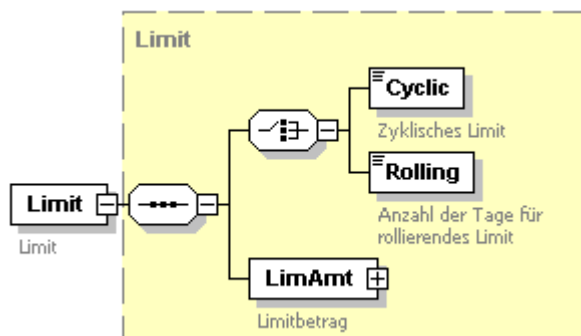 Limit
Cyclic
Zyklisches Limit
Rolling
Anzahl der Tage für
rollierendes Limit
Limit
Limit
LimAmt
Limitbetrag